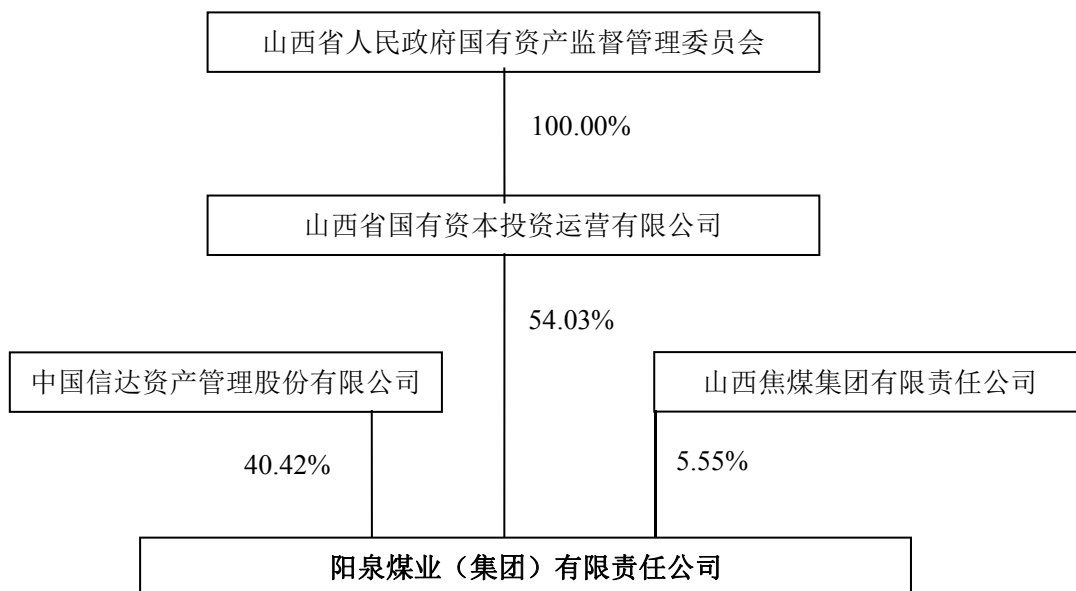 山西省人民政府国有资产监督管理委员会
100.00%
山西省国有资本投资运营有限公司
54.03%
中国信达资产管理股份有限公司
山西焦煤集团有限责任公司
40.42%
5.55%
阳泉煤业（集团）有限责任公司